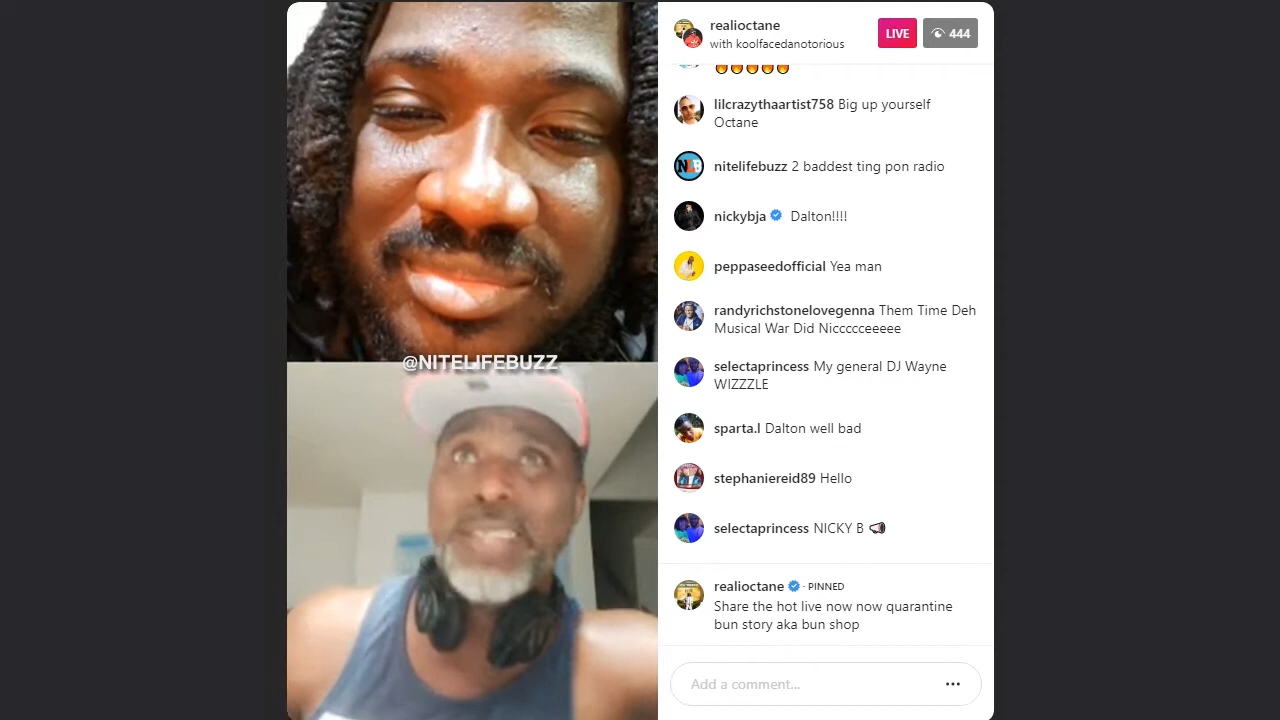 @NITELIFEBUZZ
realioctane
with koolfacedanotorious
LIVE
444
lilcrazythaartist758 Big up yourself
Octane
NLB
nitelifebuzz 2 baddest ting pon radio
nickybja Dalton!!!!
peppaseedofficial Yea man
randyrichstonelovegenna Them Time Deh
Musical War Did Niccccceeeee
selectaprincess My general DJ Wayne
WIZZZLE
sparta.l Dalton well bad
stephaniereid89 Hello
selectaprincess NICKY B
realioctane · PINNED
Share the hot live now now quarantine
bun story aka bun shop
Add a comment...